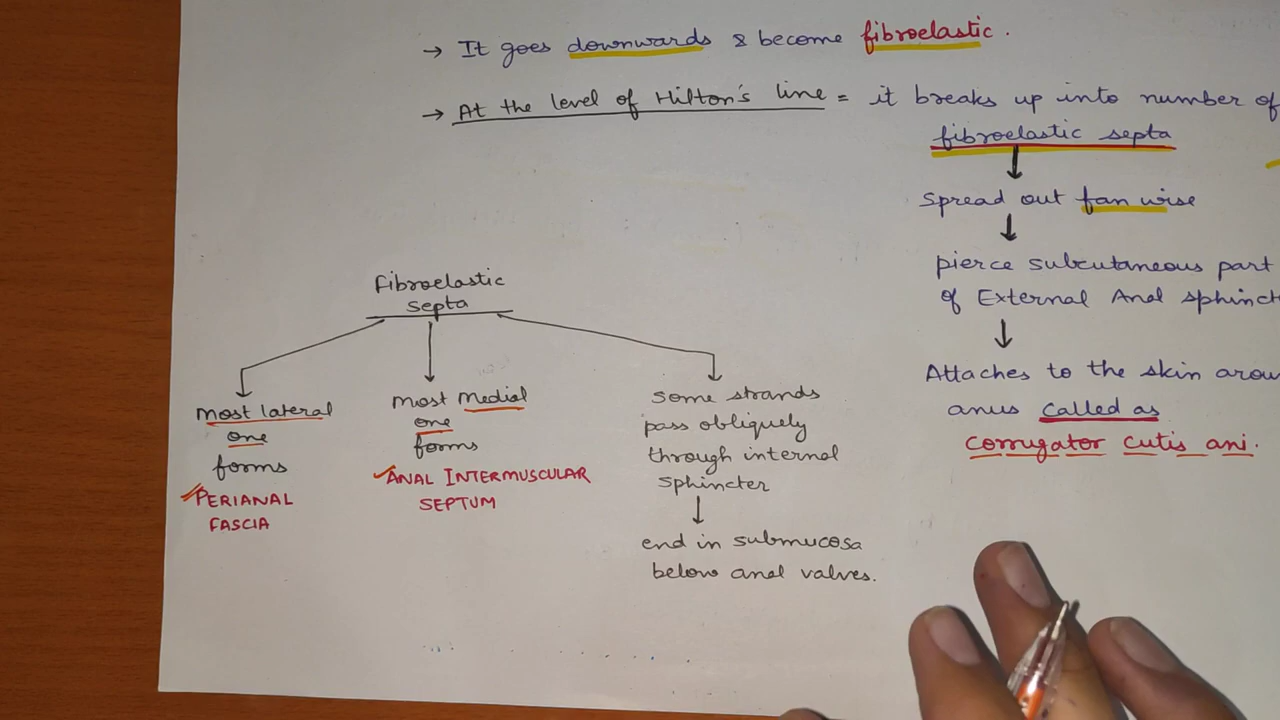 → It goes downwards & become fibroelastic.
→ At the level of Hilton's line = it breaks up into number of
fibroelastic septa
Spread out fan wise
pierce subcutaneous part
of External Anal sphinct
Attaches to the skin arou
anus called as
corrugator cutis ani.
Fibroelastic
septa
most lateral
one
forms
PERIANAL
FASCIA
most medial
one
forms
ANAL INTERMUSCULAR
SEPTUM
Some strands
pass obliquely
through internal
sphincter
end in submucosa
below anal valves.